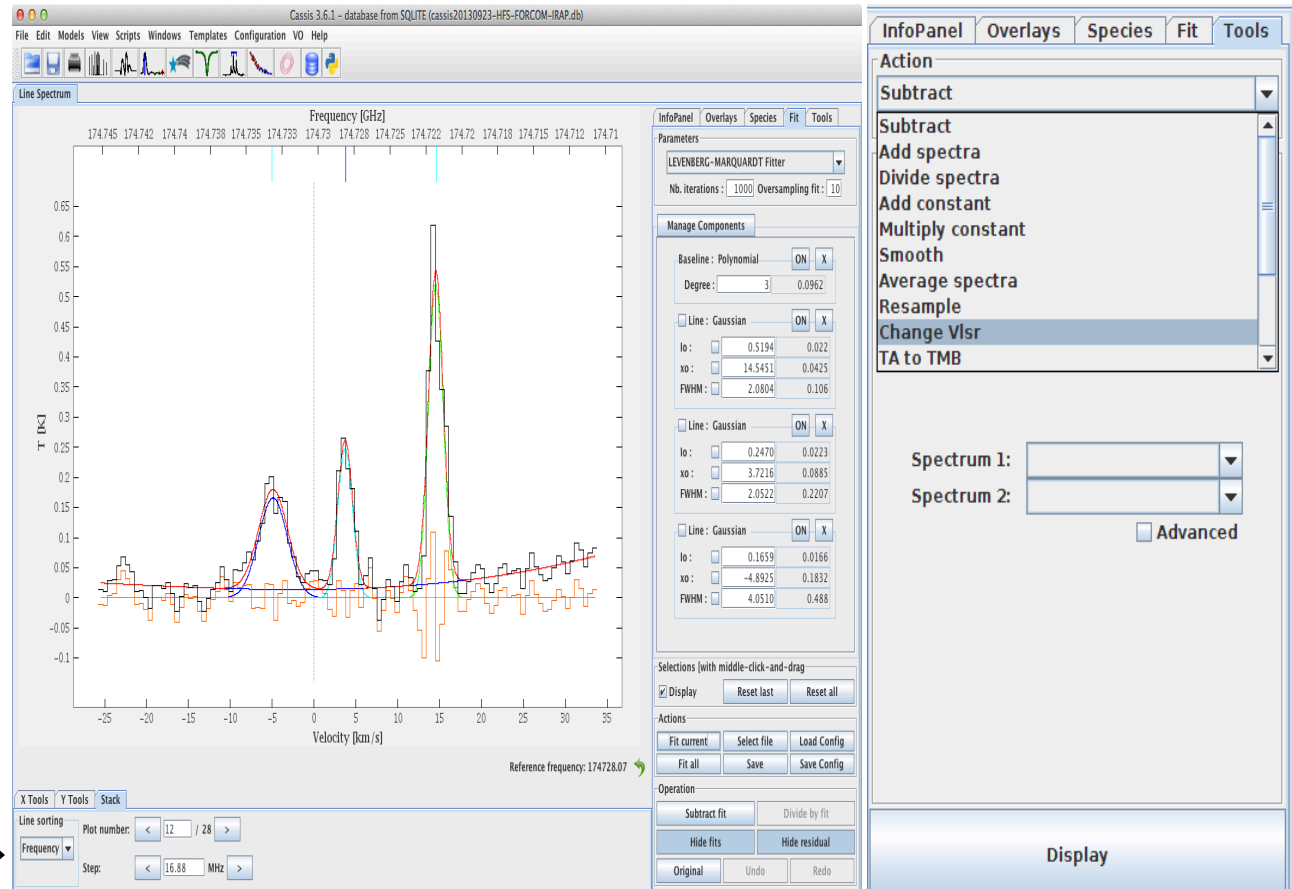 Cassis 3.6.1 – database from SQLITE (cassis20130923-HFS-FORCOM-IRAP.db)
File Edit Models View Scripts Windows Templates Configuration VO Help
Line Spectrum
Frequency [GHz]
174.745 174.742 174.74 174.738 174.735 174.733 174.73 174.728 174.725 174.722 174.72 174.718 174.715 174.712 174.71
T [K]
0.65
0.6
0.55
0.5
0.45
0.4
0.35
0.3
0.25
0.2
0.15
0.1
0.05
0
-0.05
-0.1
-25 -20 -15 -10 -5 0 5 10 15 20 25 30 35
Velocity [km/s]
Reference frequency: 174728.07
X Tools Y Tools Stack
Line sorting
Frequency
Plot number: < 12 / 28 >
Step: < 16.88 MHz >
InfoPanel Overlays Species Fit Tools
Parameters
LEVENBERG-MARQUARDT Fitter
Nb. iterations : 1000 Oversampling fit : 10
Manage Components
Baseline : Polynomial ON X
Degree : 3 0.0962
Line : Gaussian ON X
Io : 0.5194 0.022
xo : 14.5451 0.0425
FWHM : 2.0804 0.106
Line : Gaussian ON X
Io : 0.2470 0.0223
xo : 3.7216 0.0885
FWHM : 2.0522 0.2207
Line : Gaussian ON X
Io : 0.1659 0.0166
xo : -4.8925 0.1832
FWHM : 4.0510 0.488
Selections [with middle-click-and-drag
Display Reset last Reset all
Actions
Fit current Select file Load Config
Fit all Save Save Config
Operation
Subtract fit Divide by fit
Hide fits Hide residual
Original Undo Redo
InfoPanel Overlays Species Fit Tools
Action
Subtract
Subtract
Add spectra
Divide spectra
Add constant
Multiply constant
Smooth
Average spectra
Resample
Change Vlsr
TA to TMB
Spectrum 1:
Spectrum 2:
Advanced
Display